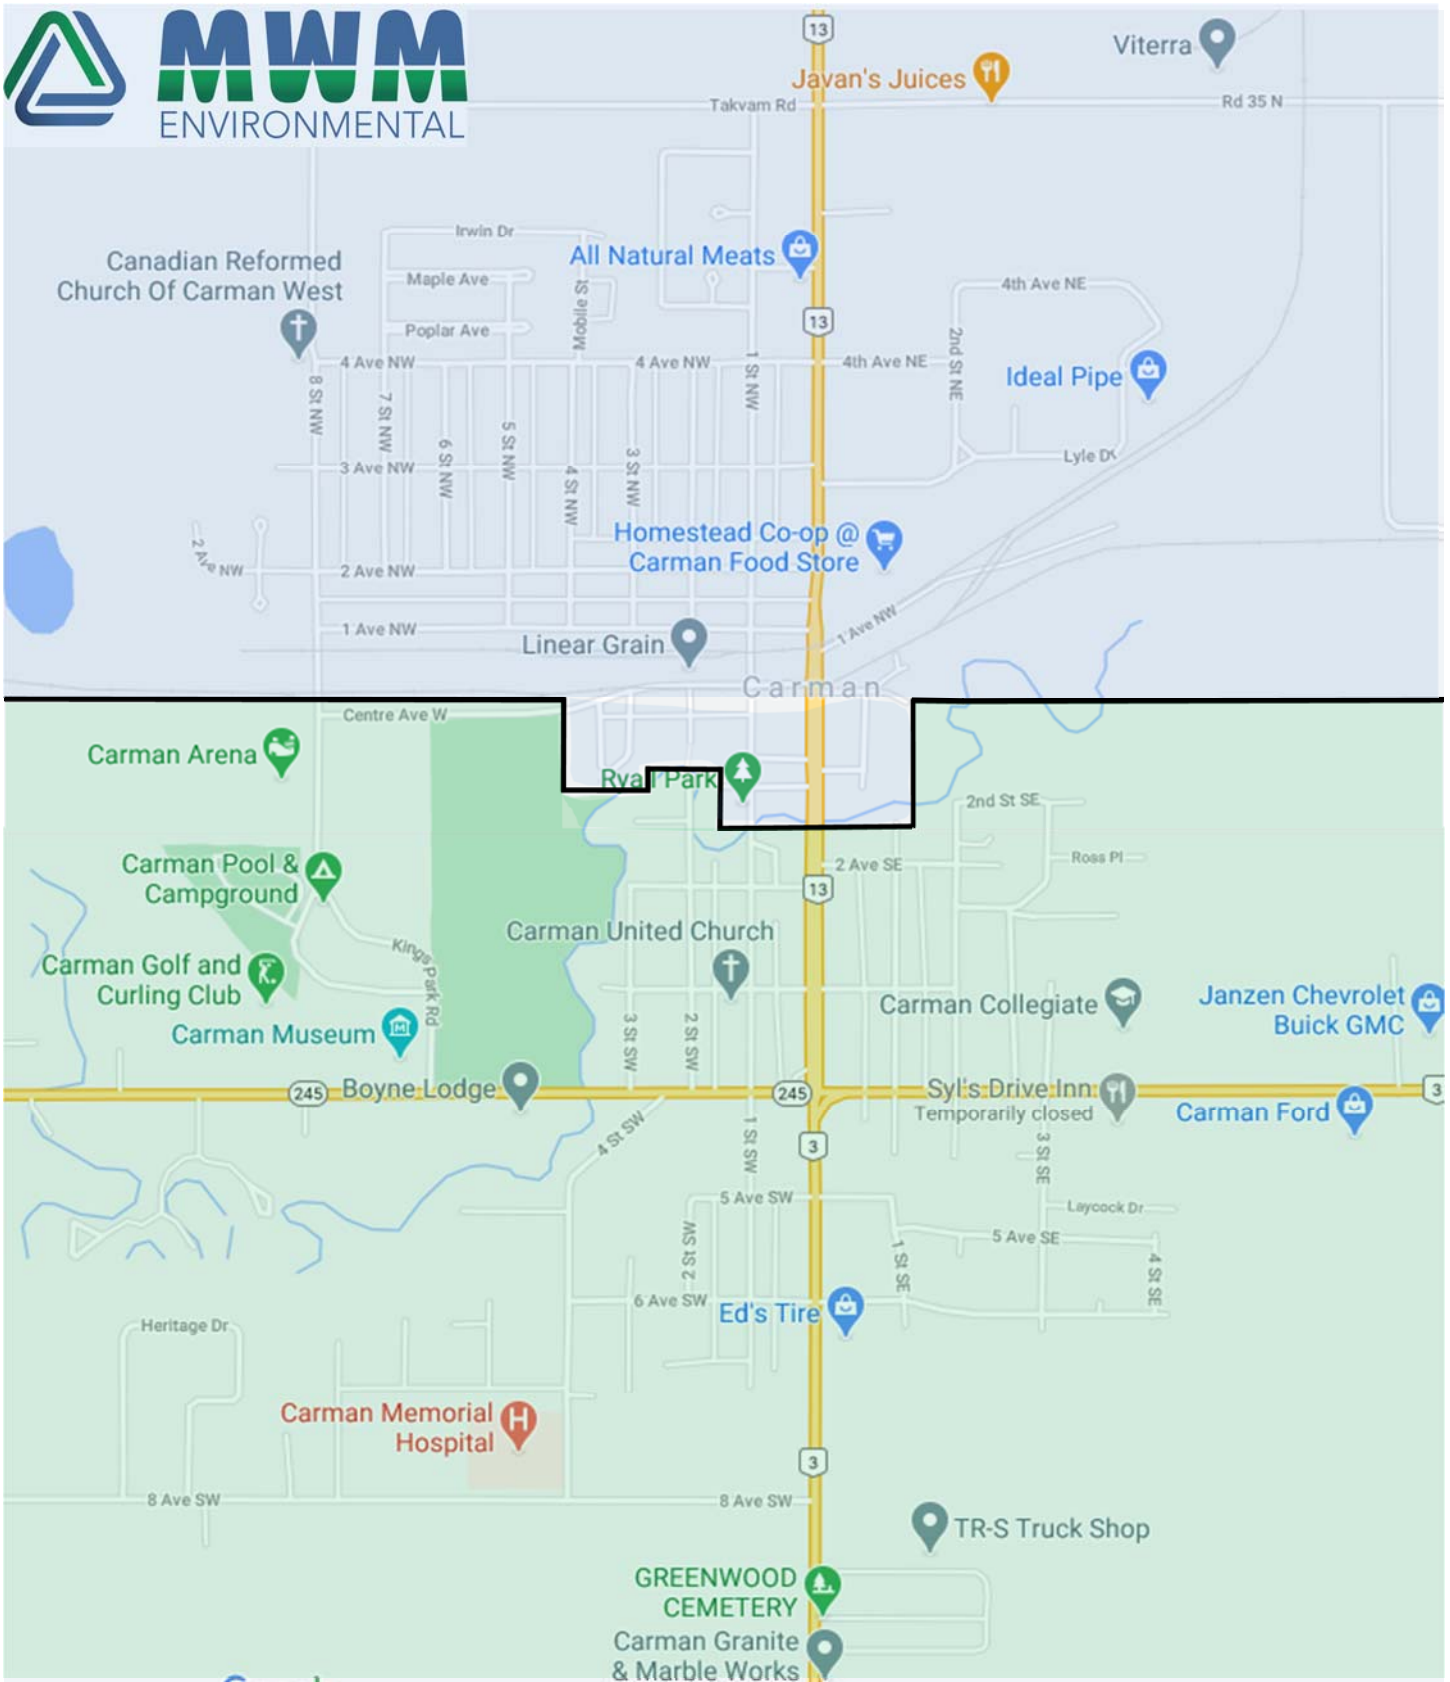 MWM
ENVIRONMENTAL
13
Viterra
Javan's Juices
Takvam Rd
Rd 35 N
Irwin Dr
Canadian Reformed
Church Of Carman West
All Natural Meats
Maple Ave
4th Ave NE
Mobile St
Poplar Ave
13
2nd St NE
4 Ave NW
4 Ave NW
1 St NW
4th Ave NE
Ideal Pipe
8 St NW
7 St NW
5 St NW
6 St NW
3 St NW
4 St NW
3 Ave NW
Lyle Dr
Homestead Co-op @
Carman Food Store
2 Ave NW
2 Ave NW
1 Ave NW
1 Ave NW
Linear Grain
Carman
Centre Ave W
Carman Arena
Ryall Park
2nd St SE
Carman Pool &
Campground
2 Ave SE
Ross Pl
13
Carman United Church
Kings Park Rd
Carman Golf and
Curling Club
Carman Collegiate
Janzen Chevrolet
Buick GMC
Carman Museum
3 St SW
2 St SW
245
Boyne Lodge
245
Syl's Drive Inn
Temporarily closed
3
Carman Ford
4 St SW
1 St SW
3
3 St SE
5 Ave SW
Laycock Dr
2 St SW
5 Ave SE
1 St SE
4 St SE
6 Ave SW
Ed's Tire
Heritage Dr
Carman Memorial
Hospital
H
3
8 Ave SW
8 Ave SW
TR-S Truck Shop
GREENWOOD
CEMETERY
Carman Granite
& Marble Works